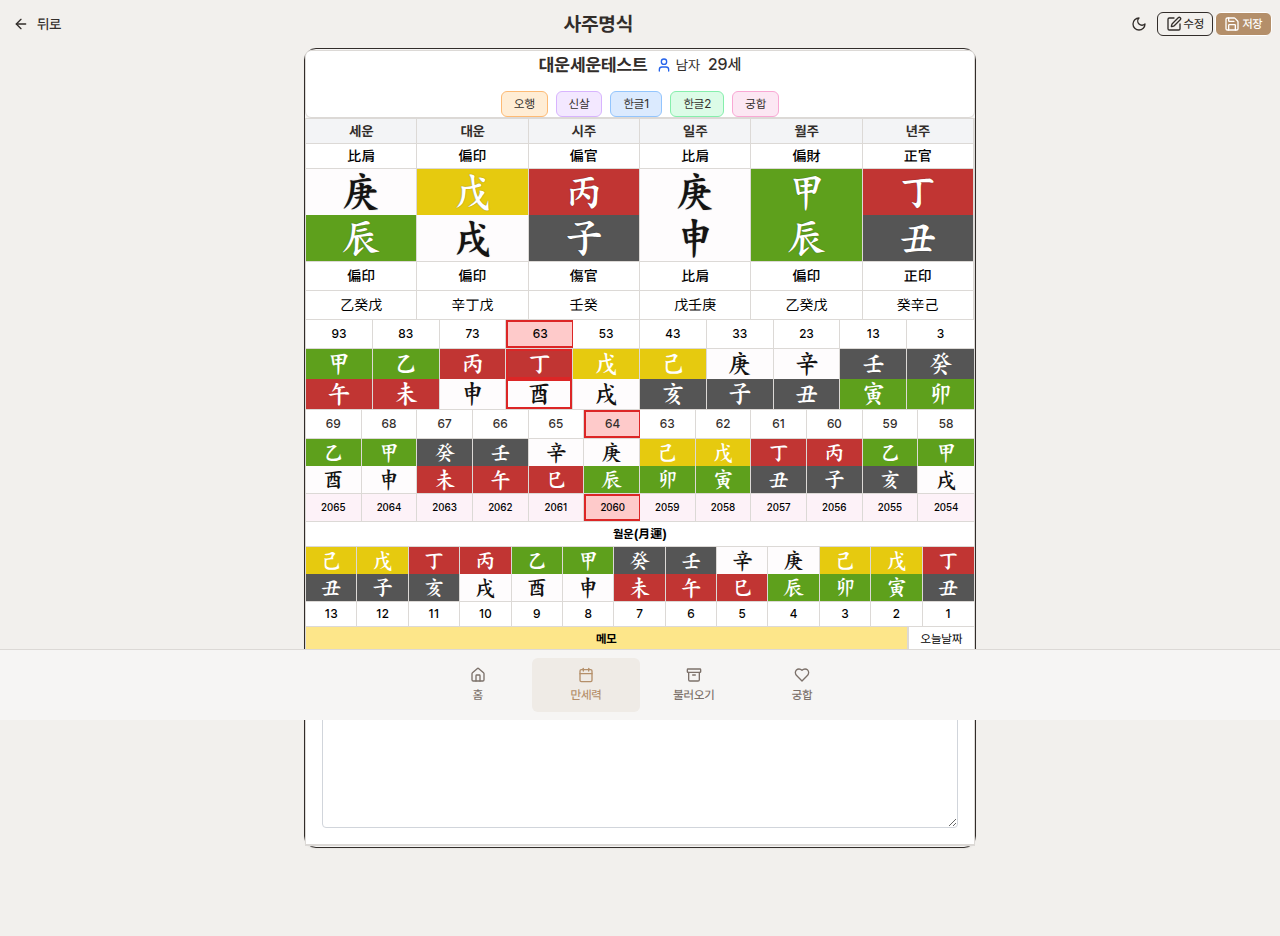 뒤로
사주명식
수정
저장
대운세운테스트 남자 29세
오행 신살 한글1 한글2 궁합
세운 대운 시주 일주 월주 년주
比肩 偏印 偏官 比肩 偏財 正官
庚 戊 丙 庚 甲 丁
辰 戌 子 申 辰 丑
偏印 偏印 傷官 比肩 偏印 正印
乙癸戊 辛丁戊 壬癸 戊壬庚 乙癸戊 癸辛己
93 83 73 63 53 43 33 23 13 3
甲 乙 丙 丁 戊 己 庚 辛 壬 癸
午 未 申 酉 戌 亥 子 丑 寅 卯
69 68 67 66 65 64 63 62 61 60 59 58
乙 甲 癸 壬 辛 庚 己 戊 丁 丙 乙 甲
酉 申 未 午 巳 辰 卯 寅 丑 子 亥 戌
2065 2064 2063 2062 2061 2060 2059 2058 2057 2056 2055 2054
월운(月運)
己 戊 丁 丙 乙 甲 癸 壬 辛 庚 己 戊 丁
丑 子 亥 戌 酉 申 未 午 巳 辰 卯 寅 丑
13 12 11 10 9 8 7 6 5 4 3 2 1
메모 오늘날짜
홈 만세력 불러오기 궁합